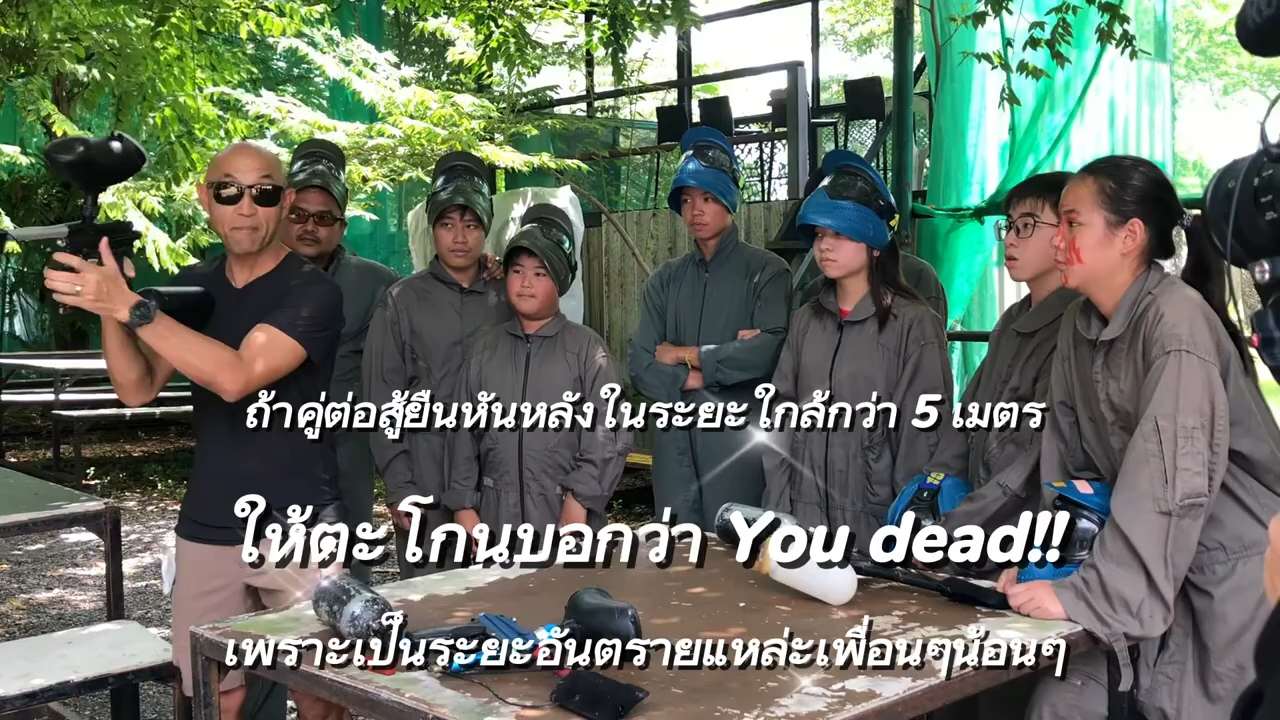 ถ้าคู่ต่อสู้ยืนหันหลังในระยะใกล้กว่า 5 เมตร
ให้ตะโกนบอกว่า You dead!!
เพราะเป็นระยะอันตรายแหล่ะเพื่อนๆน้อนๆ